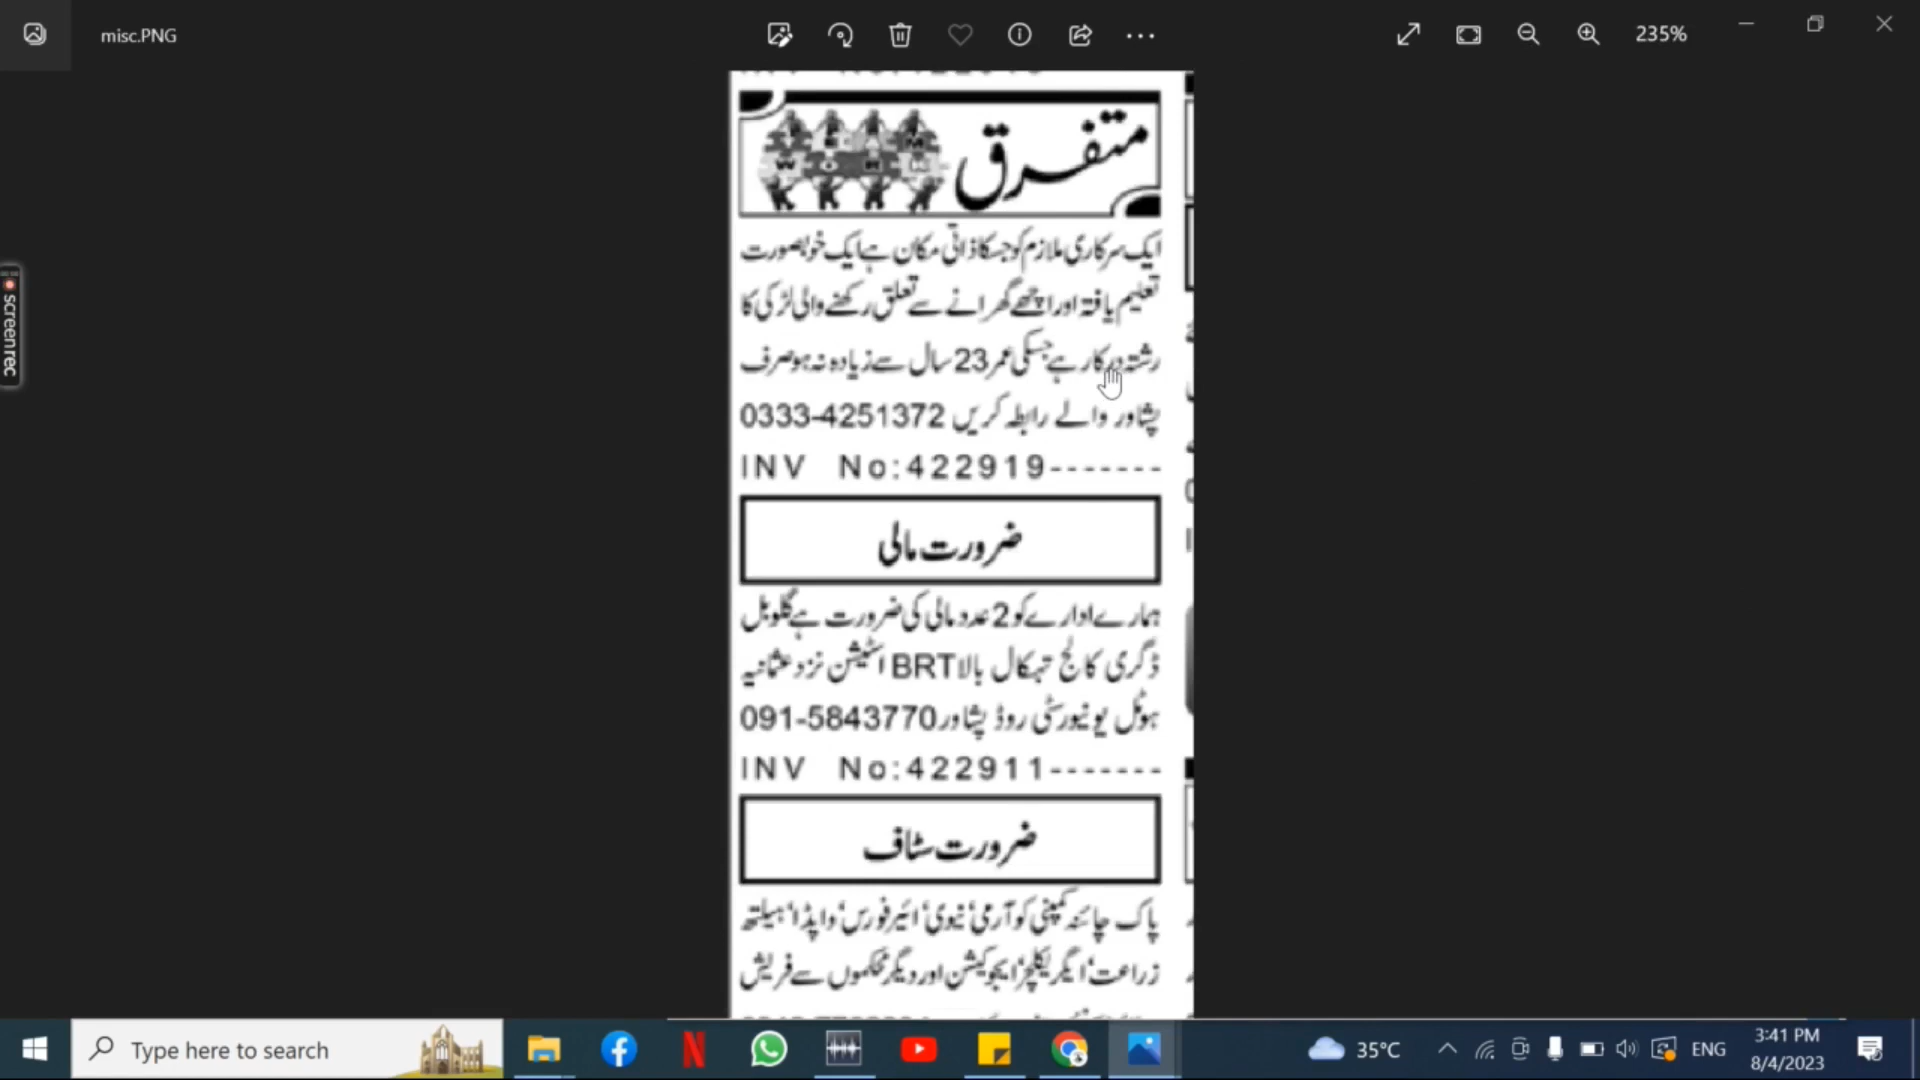 misc.PNG
235%
screenrec
متفرق
ایک سرکاری ملازم کو جسکا ذاتی مکان ہے ایک خوبصورت
تعلیم یافتہ اور اچھے گھرانے سے تعلق رکھنے والی لڑکی کا
رشتہ درکار ہے جسکی عمر 23 سال سے زیادہ نہ ہو صرف
پشاور والے رابطہ کریں 0333-4251372
INV No:422919-------
ضرورت مالی
ہمارے ادارے کو 2 عدد مالی کی ضرورت ہے گلوبل
ڈگری کالج تہکال بالا BRT اسٹیشن نزد عثمانیہ
ہوٹل یونیورسٹی روڈ پشاور 091-5843770
INV No:422911-------
ضرورت سٹاف
پاک چائنہ کمپنی کو آرمی‘ نیوی‘ ائیرفورس‘ واپڈا‘ ہیلتھ
زراعت‘ ایگریکلچر‘ ایجوکیشن اور دیگر محکموں سے فریش
Type here to search
35°C
ENG
3:41 PM
8/4/2023